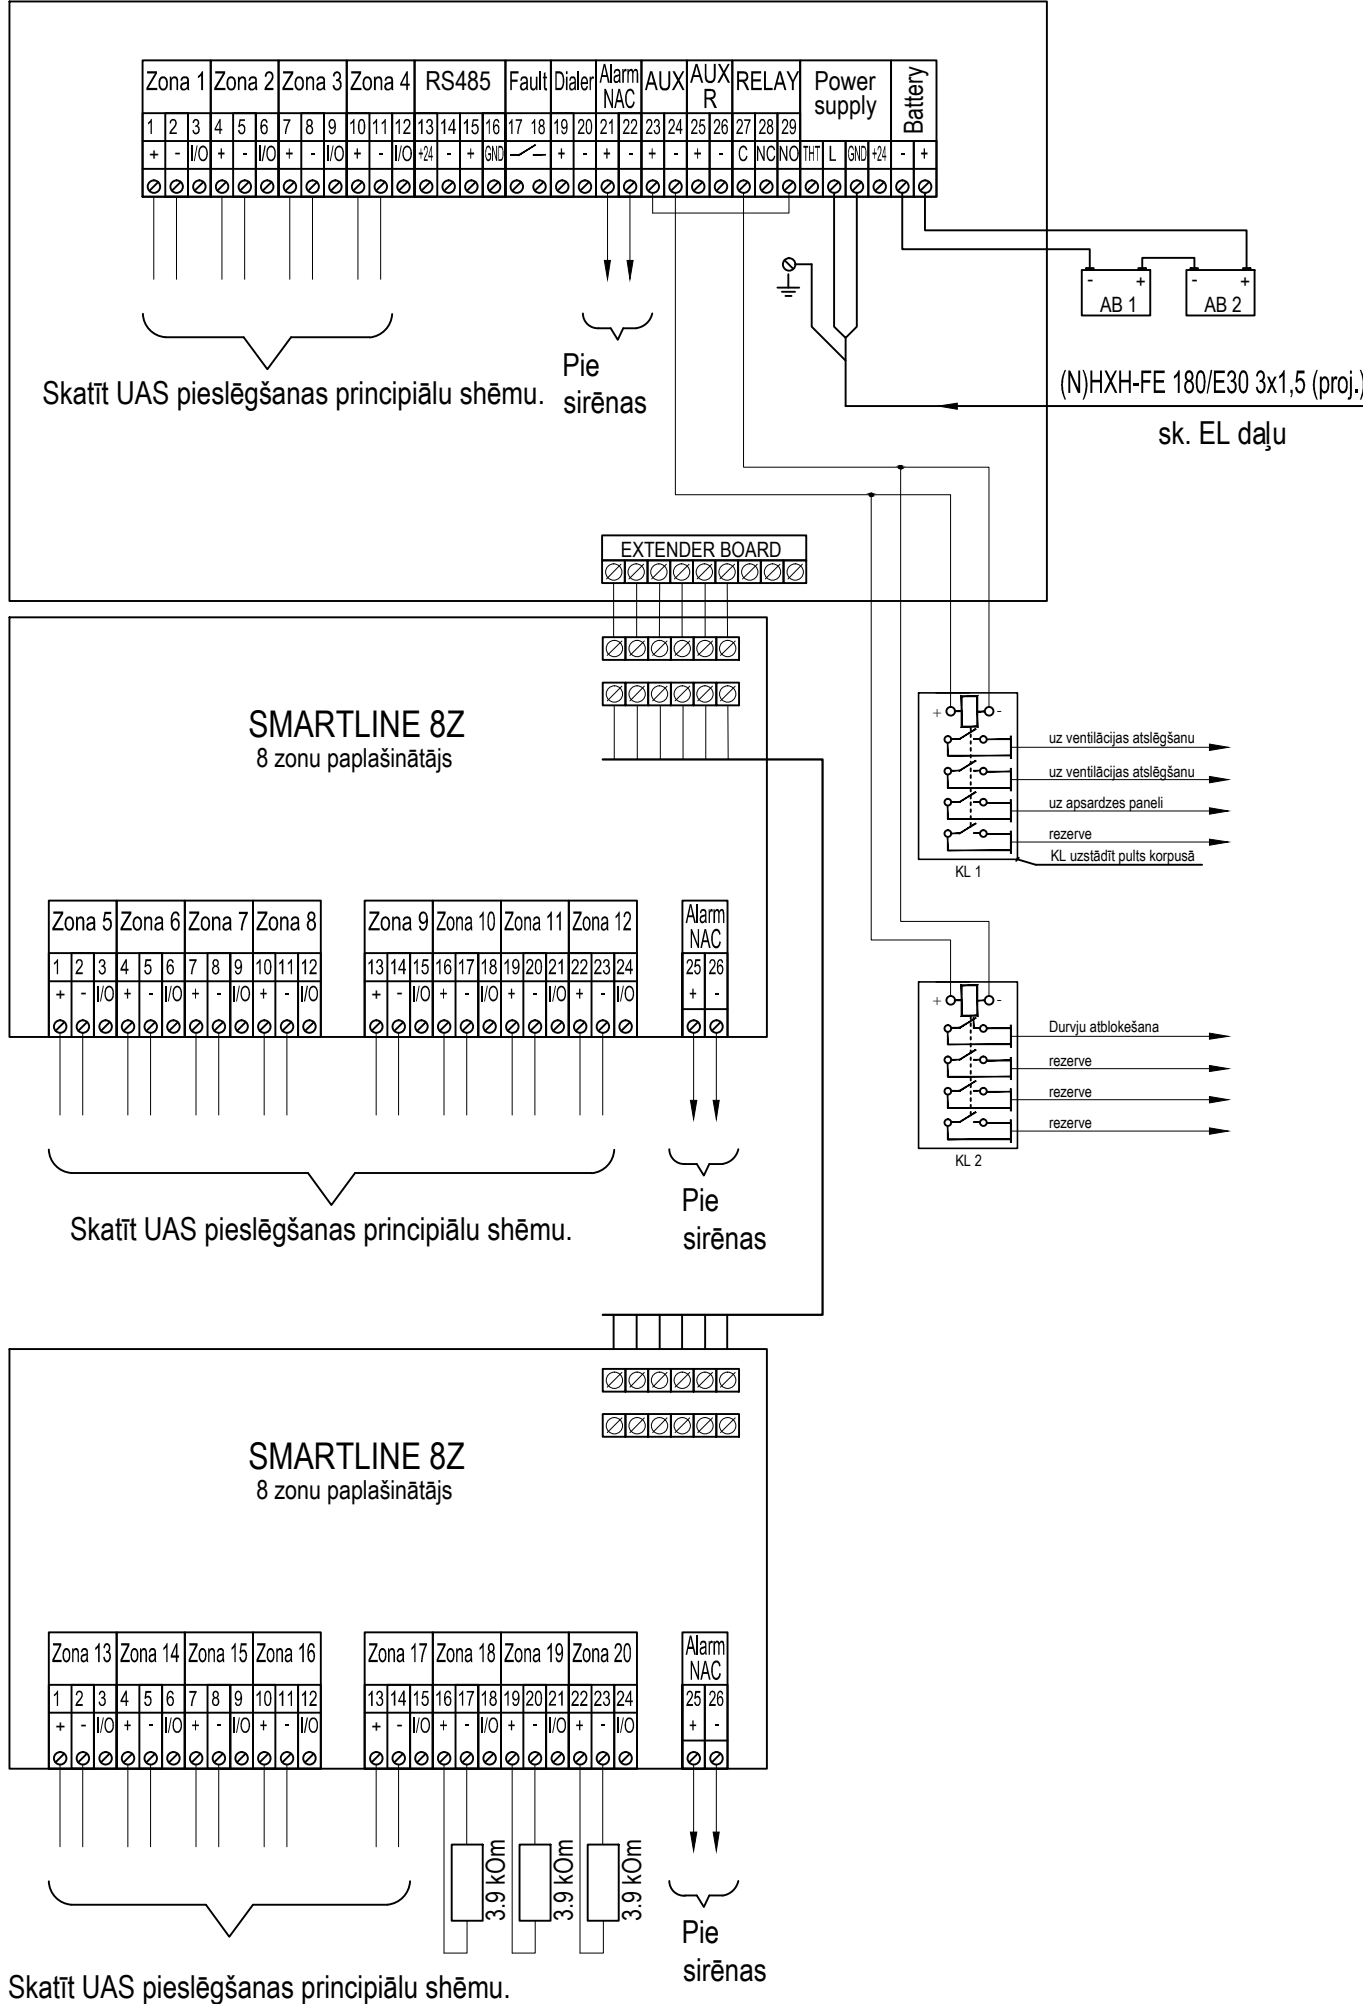 Zona 1 Zona 2 Zona 3 Zona 4 RS485 Fault Dialer Alarm NAC AUX AUX R RELAY Power supply Battery
1 2 3 4 5 6 7 8 9 10 11 12 13 14 15 16 17 18 19 20 21 22 23 24 25 26 27 28 29
+ - I/O + - I/O + - I/O + - I/O +24 - + GND + - + - + - + - C NC NO THT L GND +24 - +
- + - +
AB 1 AB 2
Skatīt UAS pieslēgšanas principiālu shēmu.
Pie
sirēnas
(N)HXH-FE 180/E30 3x1,5 (proj.)
sk. EL daļu
EXTENDER BOARD
SMARTLINE 8Z
8 zonu paplašinātājs
+ -
uz ventilācijas atslēgšanu
uz ventilācijas atslēgšanu
uz apsardzes paneli
rezerve
KL uzstādīt pults korpusā
KL 1
Zona 5 Zona 6 Zona 7 Zona 8 Zona 9 Zona 10 Zona 11 Zona 12 Alarm NAC
1 2 3 4 5 6 7 8 9 10 11 12 13 14 15 16 17 18 19 20 21 22 23 24 25 26
+ - I/O + - I/O + - I/O + - I/O + - I/O + - I/O + - I/O + - I/O + -
+ -
Durvju atblokešana
rezerve
rezerve
rezerve
KL 2
Skatīt UAS pieslēgšanas principiālu shēmu.
Pie
sirēnas
SMARTLINE 8Z
8 zonu paplašinātājs
Zona 13 Zona 14 Zona 15 Zona 16 Zona 17 Zona 18 Zona 19 Zona 20 Alarm NAC
1 2 3 4 5 6 7 8 9 10 11 12 13 14 15 16 17 18 19 20 21 22 23 24 25 26
+ - I/O + - I/O + - I/O + - I/O + - I/O + - I/O + - I/O + - I/O + -
3.9 kOm
3.9 kOm
3.9 kOm
Pie
sirēnas
Skatīt UAS pieslēgšanas principiālu shēmu.